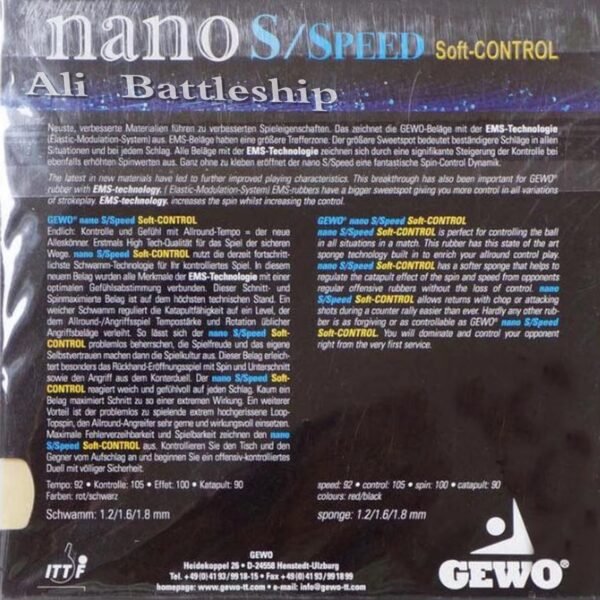 nano S/SPEED Soft-CONTROL
Ali Battleship
Neuste, verbesserte Materialien führen zu verbesserten Spieleigenschaften. Das zeichnet die GEWO-Beläge mit der EMS-Technologie
(Elastic-Modulation-System) aus. EMS-Beläge haben eine größere Trefferzone. Der größere Sweetspot bedeutet beständigere Schläge in allen
Situationen und bei jedem Schlag. Alle Beläge mit der EMS-Technologie zeichnen sich durch eine signifikante Steigerung der Kontrolle bei
ebenfalls erhöhten Spinwerten aus. Ganz ohne zu kleben eröffnet der nano S/Speed eine fantastische Spin-Control Dynamik.
The latest in new materials have led to further improved playing characteristics. This breakthrough has also been important for GEWO®
rubber with EMS-technology. ( Elastic-Modulation-System) EMS-rubbers have a bigger sweetspot giving you more control in all variations
of strokeplay. EMS-technology. increases the spin whilst increasing the control.
GEWO® nano S/Speed Soft-CONTROL
Endlich: Kontrolle und Gefühl mit Allround-Tempo = der neue
Alleskönner. Erstmals High Tech-Qualität für das Spiel der sicheren
Wege. nano S/Speed Soft-CONTROL nutzt die derzeit fortschritt-
lichste Schwamm-Technologie für Ihr kontrolliertes Spiel. In diesem
neuen Belag wurden alle Merkmale der EMS-Technologie mit einer
optimalen Gefühlsabstimmung verbunden. Dieser Schnitt- und
Spinmaximierte Belag ist auf dem höchsten technischen Stand. Ein
weicher Schwamm reguliert die Katapultfähigkeit auf ein Level, der
dem Allround-/Angriffsspiel Tempostärke und Rotation üblicher
Angriffsbeläge verleiht. So lässt sich der nano S/Speed Soft-
CONTROL problemlos beherrschen, die Spielfreude und das eigene
Selbstvertrauen machen dann die Spielkultur aus. Dieser Belag erleich-
tert besonders das Rückhand-Eröffnungsspiel mit Spin und Unterschnitt
sowie den Angriff aus dem Konterduell. Der nano S/Speed Soft-
CONTROL reagiert weich und gefühlvoll auf jeden Schlag. Kaum ein
Belag maximiert Schnitt zu so einer extremen Wirkung. Ein weiterer
Vorteil ist der problemlos zu spielende extrem hochgerissene Loop-
Topspin, den Allround-Angreifer sehr gerne und wirkungsvoll einsetzen.
Maximale Fehlerverzeihbarkeit und Spielbarkeit zeichnen den nano
S/Speed Soft-CONTROL aus. Kontrollieren Sie den Tisch und den
Gegner vom Aufschlag an und beginnen Sie ein offensiv-kontrolliertes
Duell mit völliger Sicherheit.
Tempo: 92 • Kontrolle: 105 • Effet: 100 • Katapult: 90
Farben: rot/schwarz
Schwamm: 1.2/1.6/1.8 mm
GEWO® nano S/Speed Soft-CONTROL
nano S/Speed Soft-CONTROL is perfect for controlling the ball
in all situations in a match. This rubber has this state of the art
sponge technology built in to enrich your allround control play.
nano S/Speed Soft-CONTROL has a softer sponge that helps to
regulate the catapult effect of the spin and speed from opponents
regular offensive rubbers without the loss of control. nano
S/Speed Soft-CONTROL allows returns with chop or attacking
shots during a counter rally easier than ever. Hardly any other rub-
ber is as forgiving or as controllable as GEWO® nano S/Speed
Soft-CONTROL. You will dominate and control your opponent
right from the very first service.
speed: 92 • control: 105 • spin: 100 • catapult: 90
colours: red/black
sponge: 1.2/1.6/1.8 mm
ITTF
GEWO
Heidekoppel 26 • D-24558 Henstedt-Ulzburg
Tel. +49(0)4193/9918-15 • Fax +49(0)4193/991899
homepage: www.gewo-tt.com • e-mail: info@gewo-tt.com
GEWO®